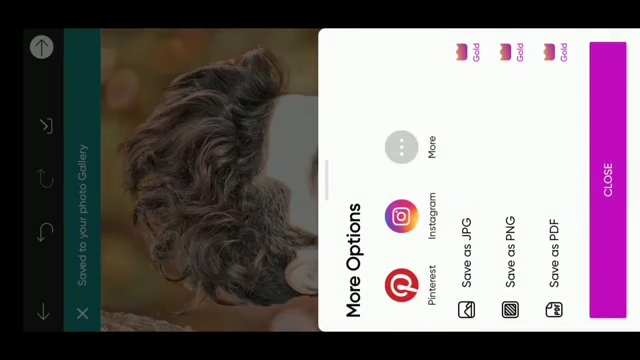 Saved to your photo Gallery
More Options
Pinterest
Instagram
More
Save as JPG
Gold
Save as PNG
Gold
PDF
Save as PDF
Gold
CLOSE